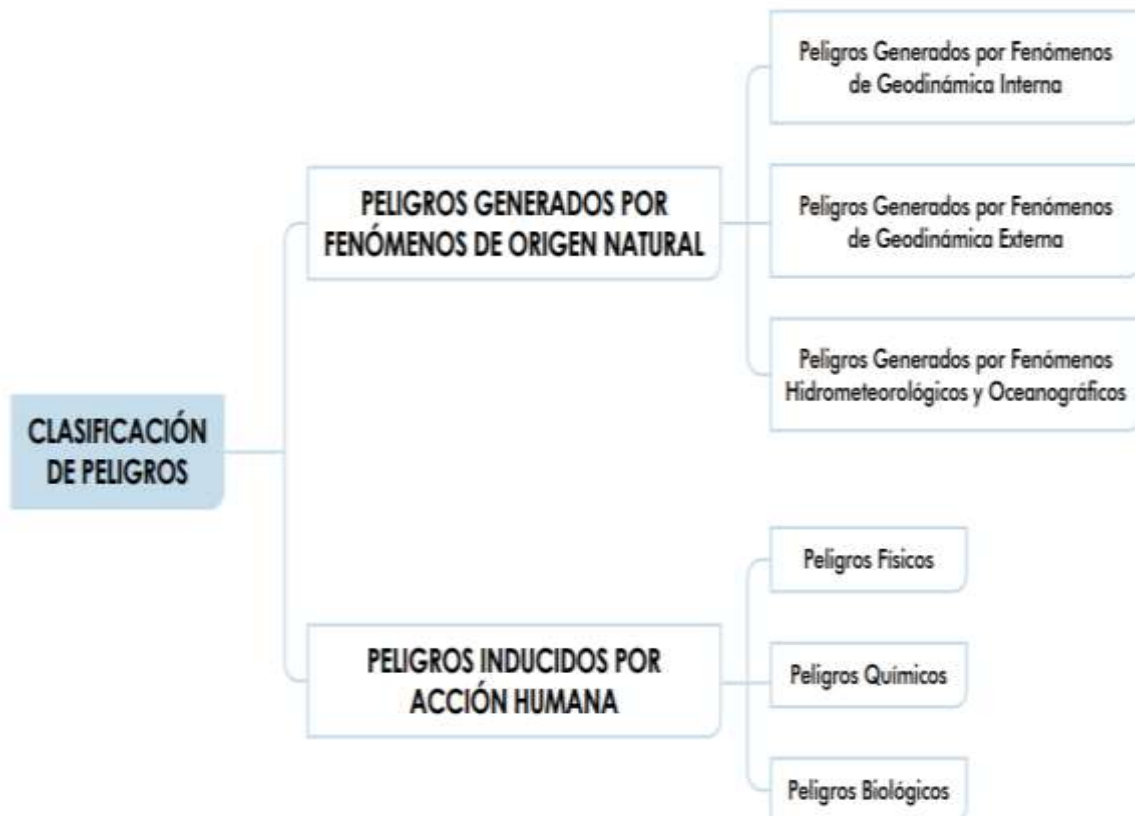 CLASIFICACIÓN
DE PELIGROS
PELIGROS GENERADOS POR
FENÓMENOS DE ORIGEN NATURAL
Peligros Generados por Fenómenos
de Geodinámica Interna
Peligros Generados por Fenómenos
de Geodinámica Externa
Peligros Generados por Fenómenos
Hidrometeorológicos y Oceanográficos
PELIGROS INDUCIDOS POR
ACCIÓN HUMANA
Peligros Físicos
Peligros Químicos
Peligros Biológicos